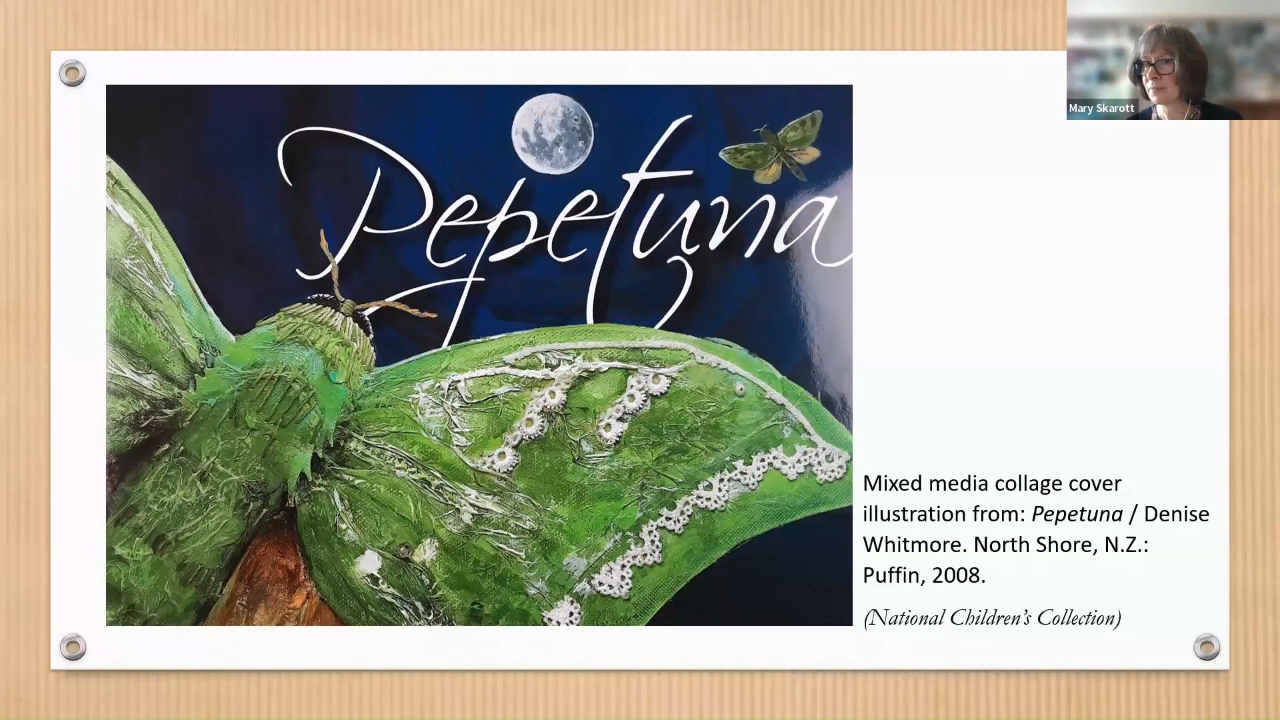 Mary Skarott
Pepetuna
Mixed media collage cover
illustration from: Pepetuna / Denise
Whitmore. North Shore, N.Z.:
Puffin, 2008.
(National Children's Collection)